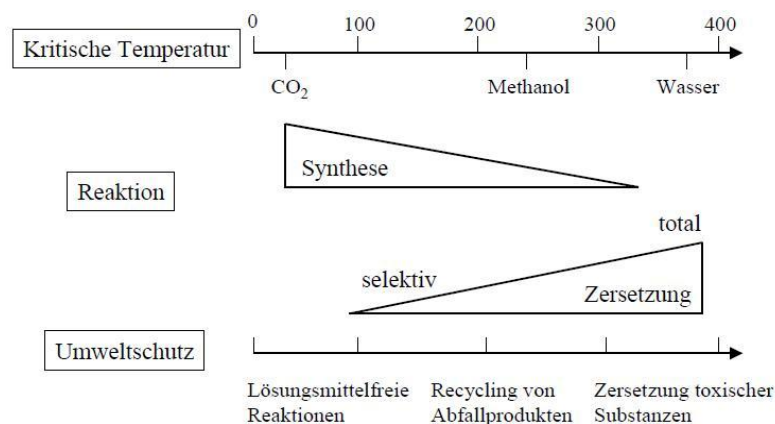 0 100 200 300 400
Kritische Temperatur
CO₂ Methanol Wasser
Synthese
Reaktion
total
selektiv
Zersetzung
Umweltschutz
Lösungsmittelfreie Recycling von Zersetzung toxischer
Reaktionen Abfallprodukten Substanzen